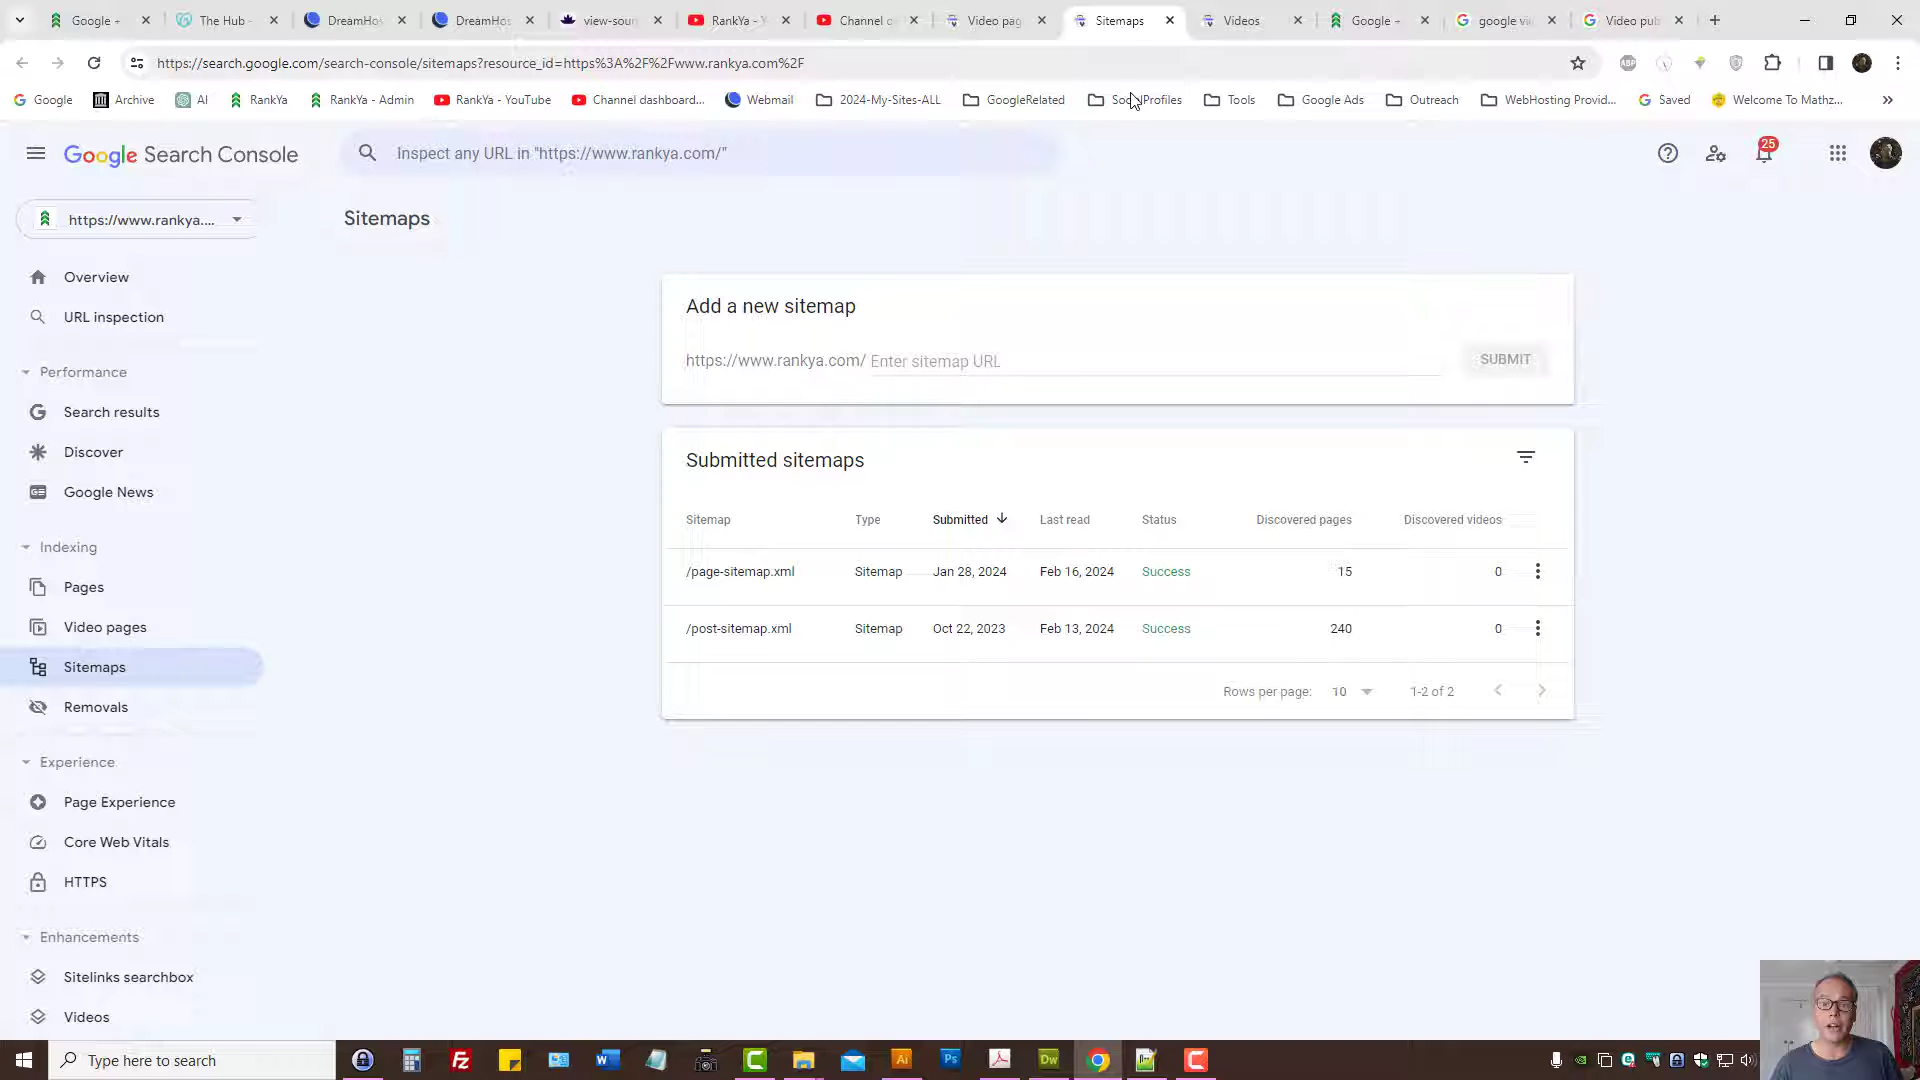 Google +
The Hub -
DreamHos
DreamHos
view-sour
RankYa - Y
Channel c
Video pag
Sitemaps
Videos
Google -
google vi
Video pub
https://search.google.com/search-console/sitemaps?resource_id=https%3A%2F%2Fwww.rankya.com%2F
ABP
Google
Archive
AI
RankYa
RankYa - Admin
RankYa - YouTube
Channel dashboard...
Webmail
2024-My-Sites-ALL
GoogleRelated
Tools
Google Ads
Outreach
WebHosting Provid...
Saved
Welcome To Mathz...
Google Search Console
Inspect any URL in "https://www.rankya.com/"
25
https://www.rankya....
Sitemaps
Overview
URL inspection
Performance
Search results
Discover
Google News
Indexing
Pages
Video pages
Sitemaps
Removals
Experience
Page Experience
Core Web Vitals
HTTPS
Enhancements
Sitelinks searchbox
Videos
Add a new sitemap
https://www.rankya.com/ Enter sitemap URL
SUBMIT
Submitted sitemaps
Sitemap Type Submitted Last read Status Discovered pages Discovered videos
/page-sitemap.xml Sitemap Jan 28, 2024 Feb 16, 2024 Success 15 0
/post-sitemap.xml Sitemap Oct 22, 2023 Feb 13, 2024 Success 240 0
Rows per page: 10 1-2 of 2
Type here to search
Fz
W
C
Ai
Ps
Dw
C